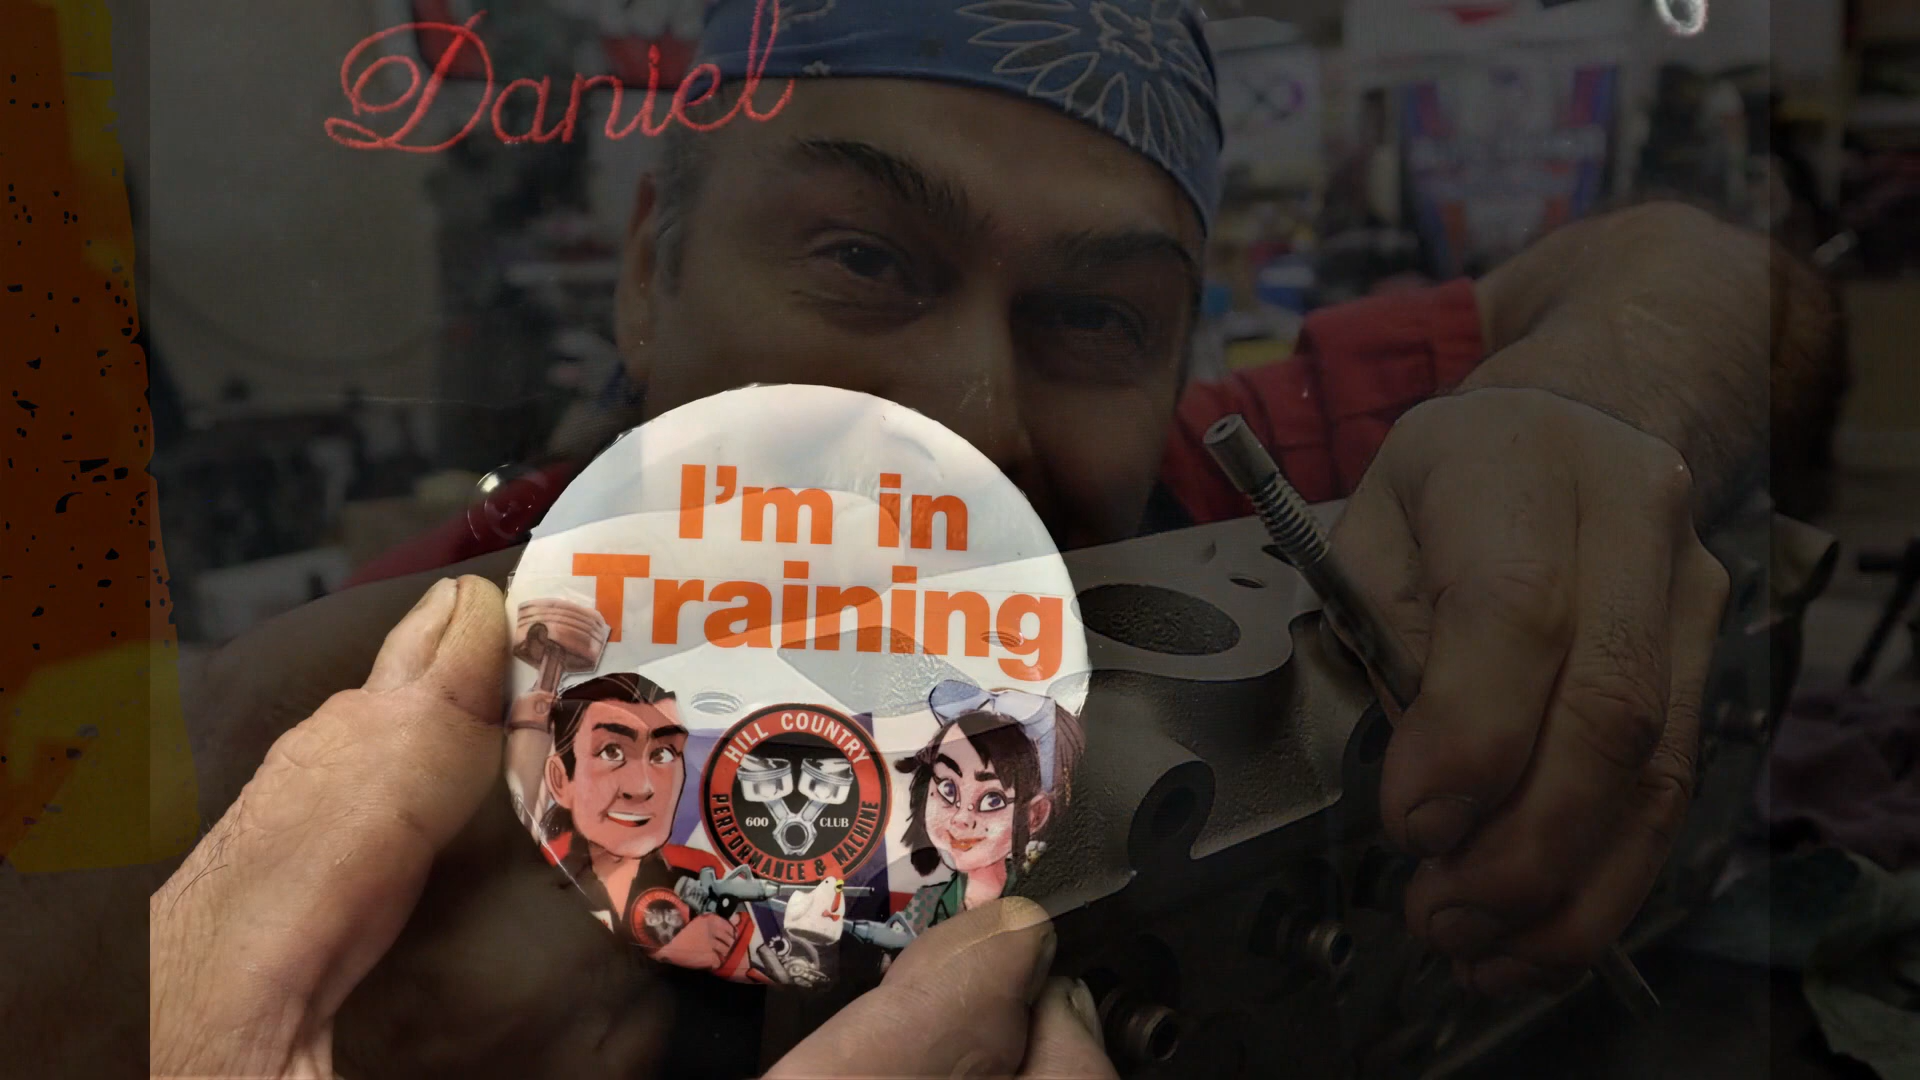 Daniel
I'm in
Training
HILL COUNTRY
600 CLUB
PERFORMANCE & MACHINE